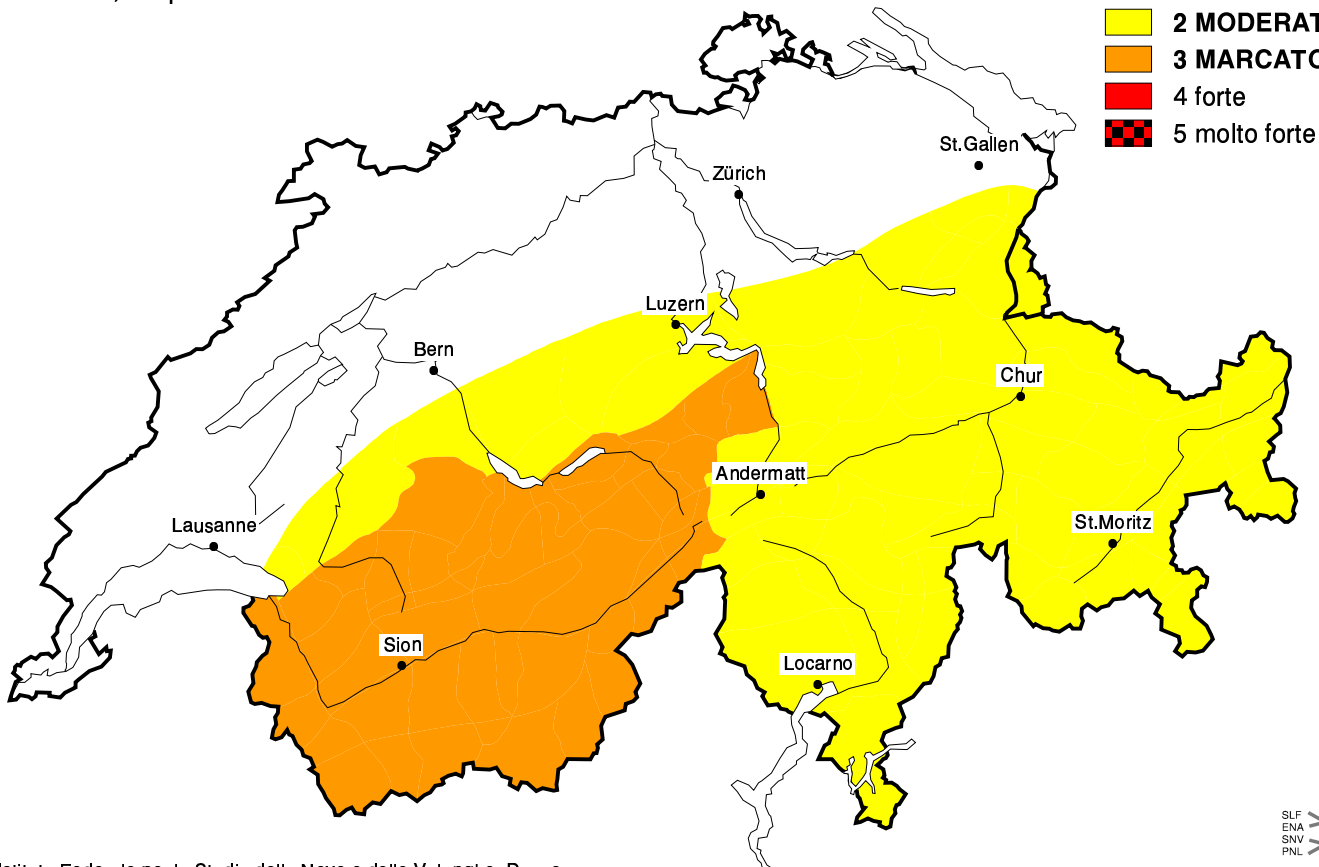 2 MODERAT
3 MARCATO
4 forte
5 molto forte
St.Gallen
Zürich
Luzern
Bern
Chur
Andermatt
Lausanne
St.Moritz
Sion
Locarno
SLF
ENA
SNV
PNL